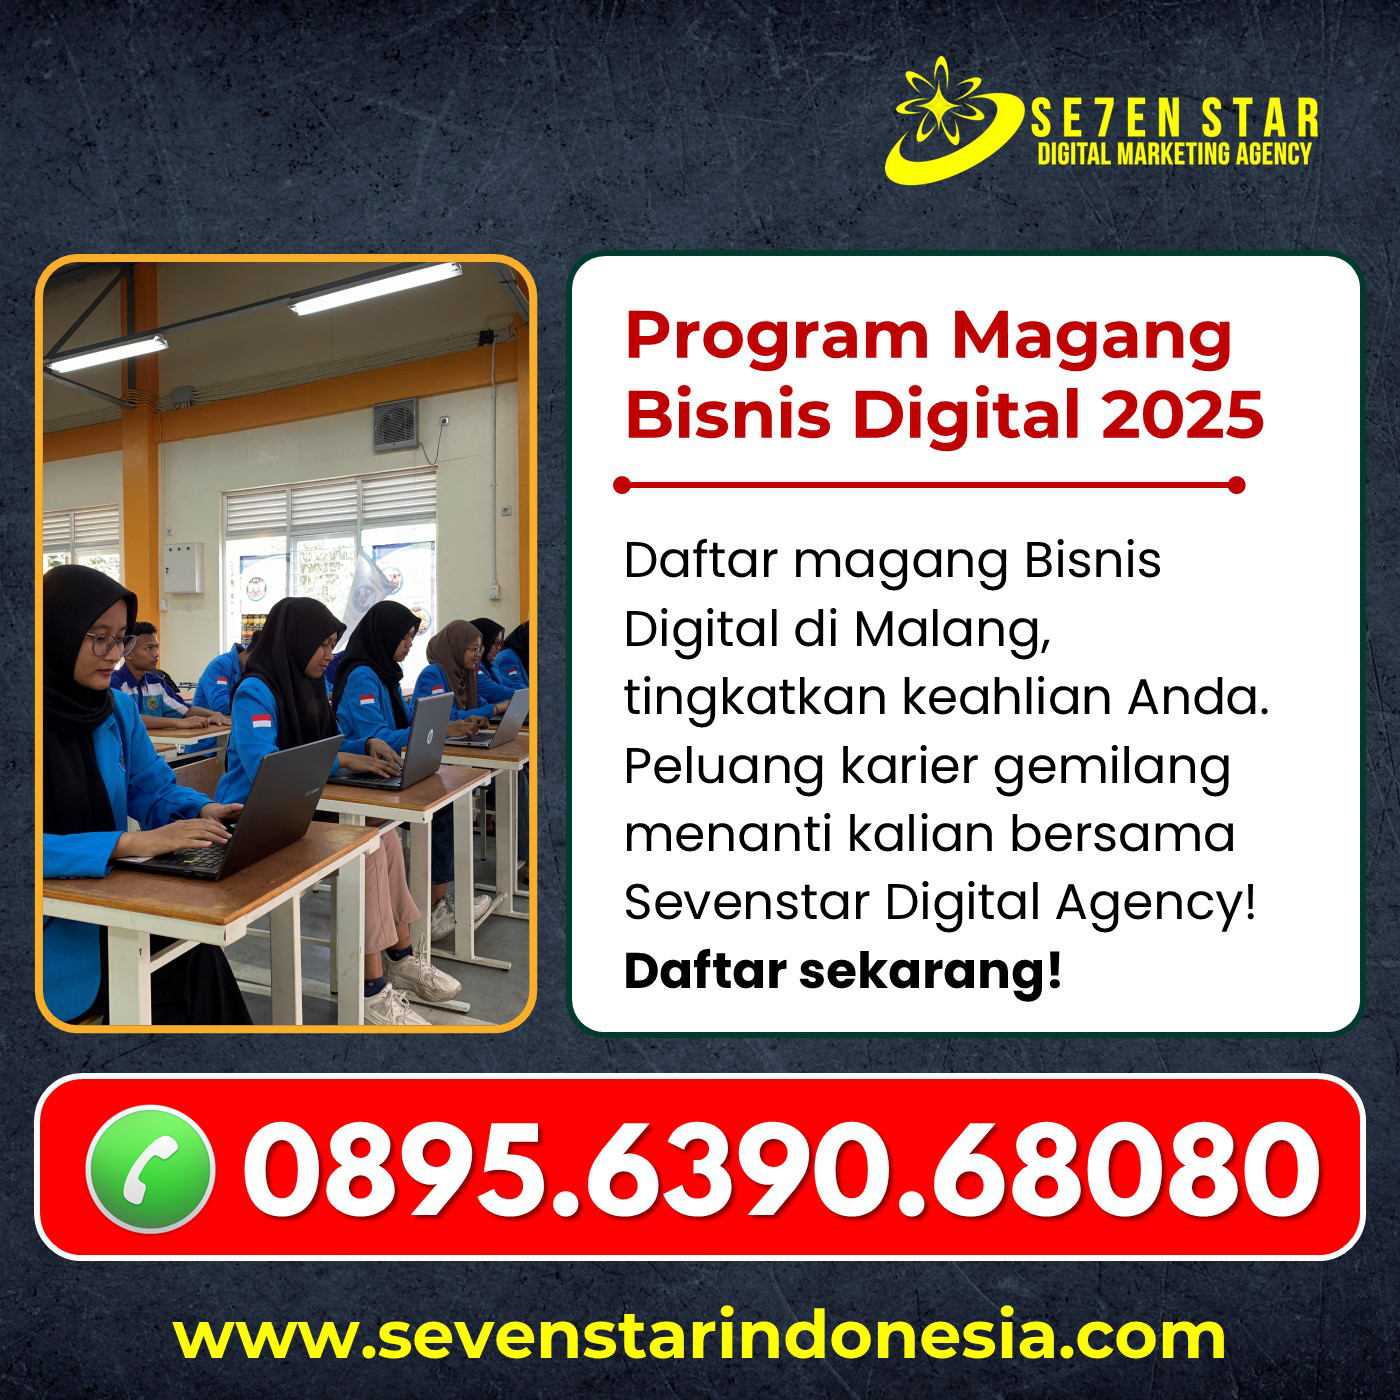 SE7EN STAR
DIGITAL MARKETING AGENCY
Program Magang
Bisnis Digital 2025
Daftar magang Bisnis
Digital di Malang,
tingkatkan keahlian Anda.
Peluang karier gemilang
menanti kalian bersama
Sevenstar Digital Agency!
Daftar sekarang!
0895.6390.68080
www.sevenstarindonesia.com